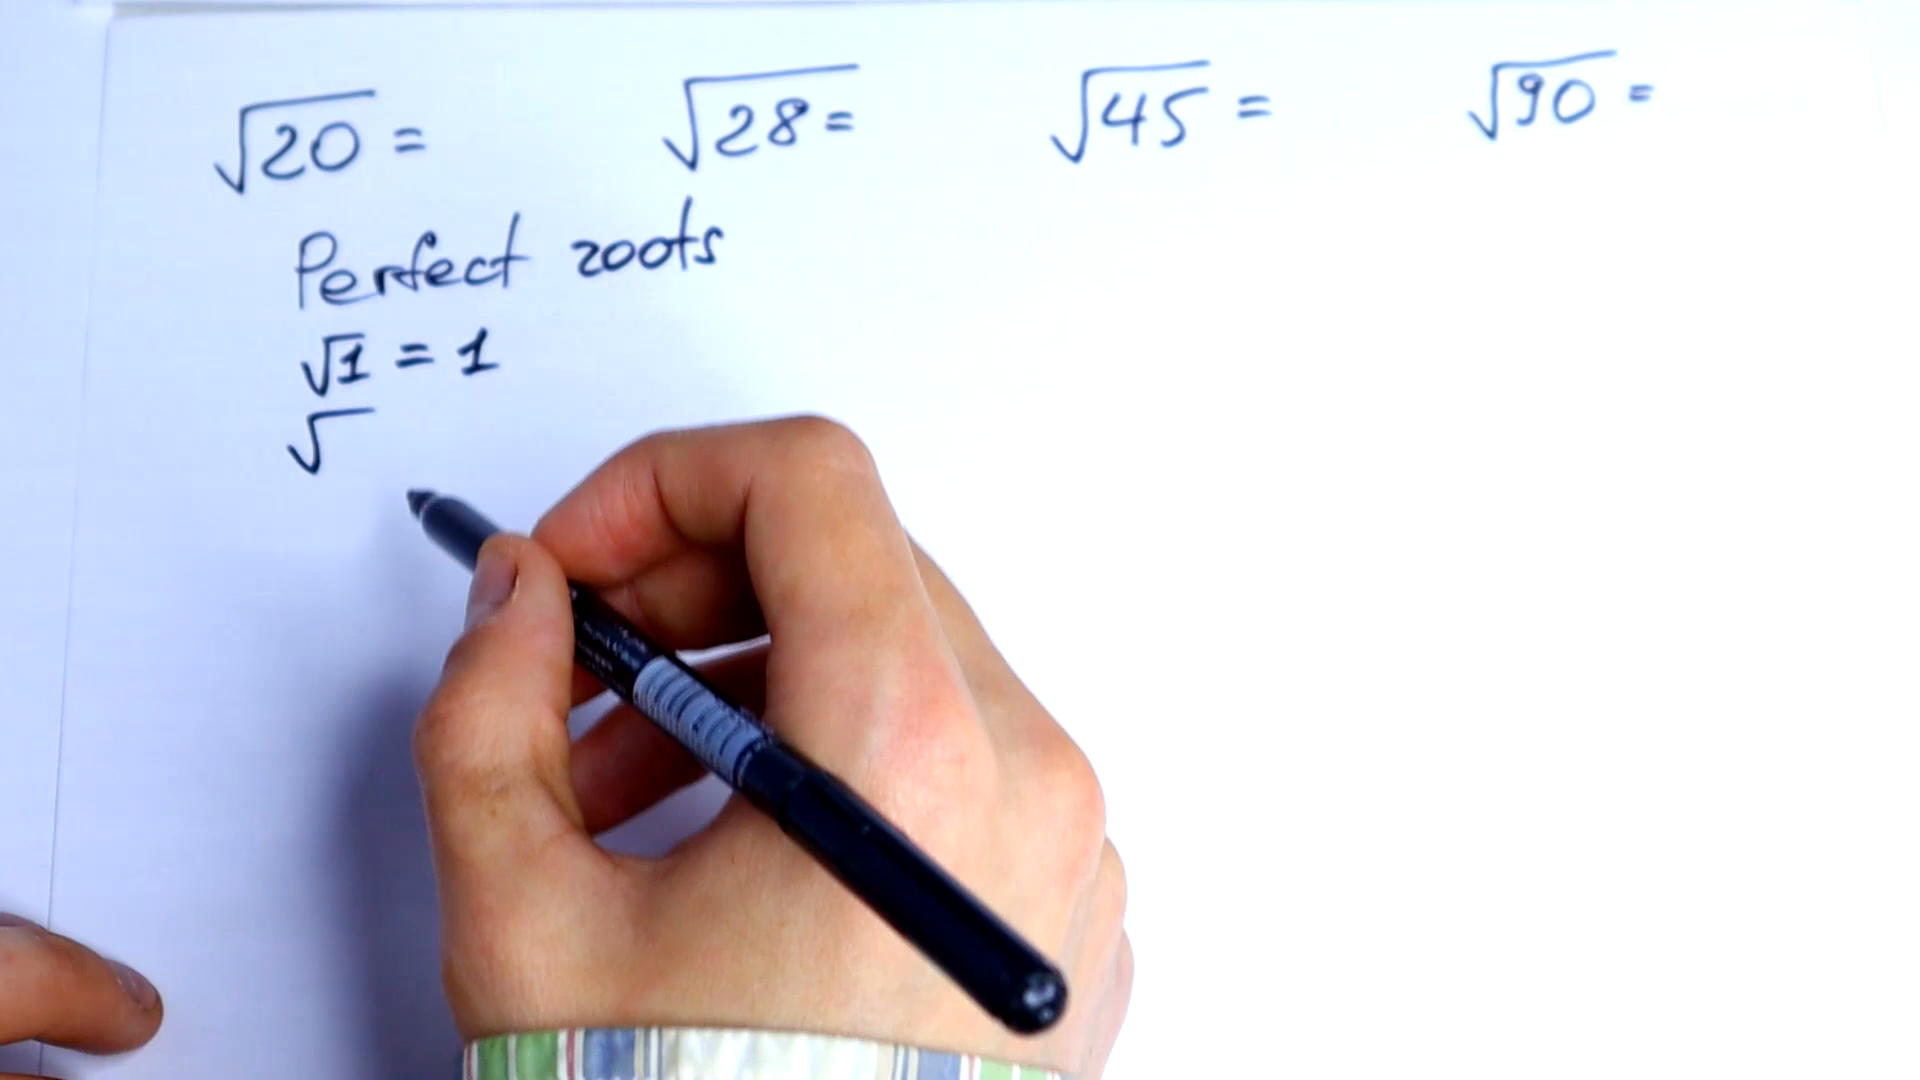 √20 = √28 = √45 = √90 =
Perfect roots
√1 = 1
√